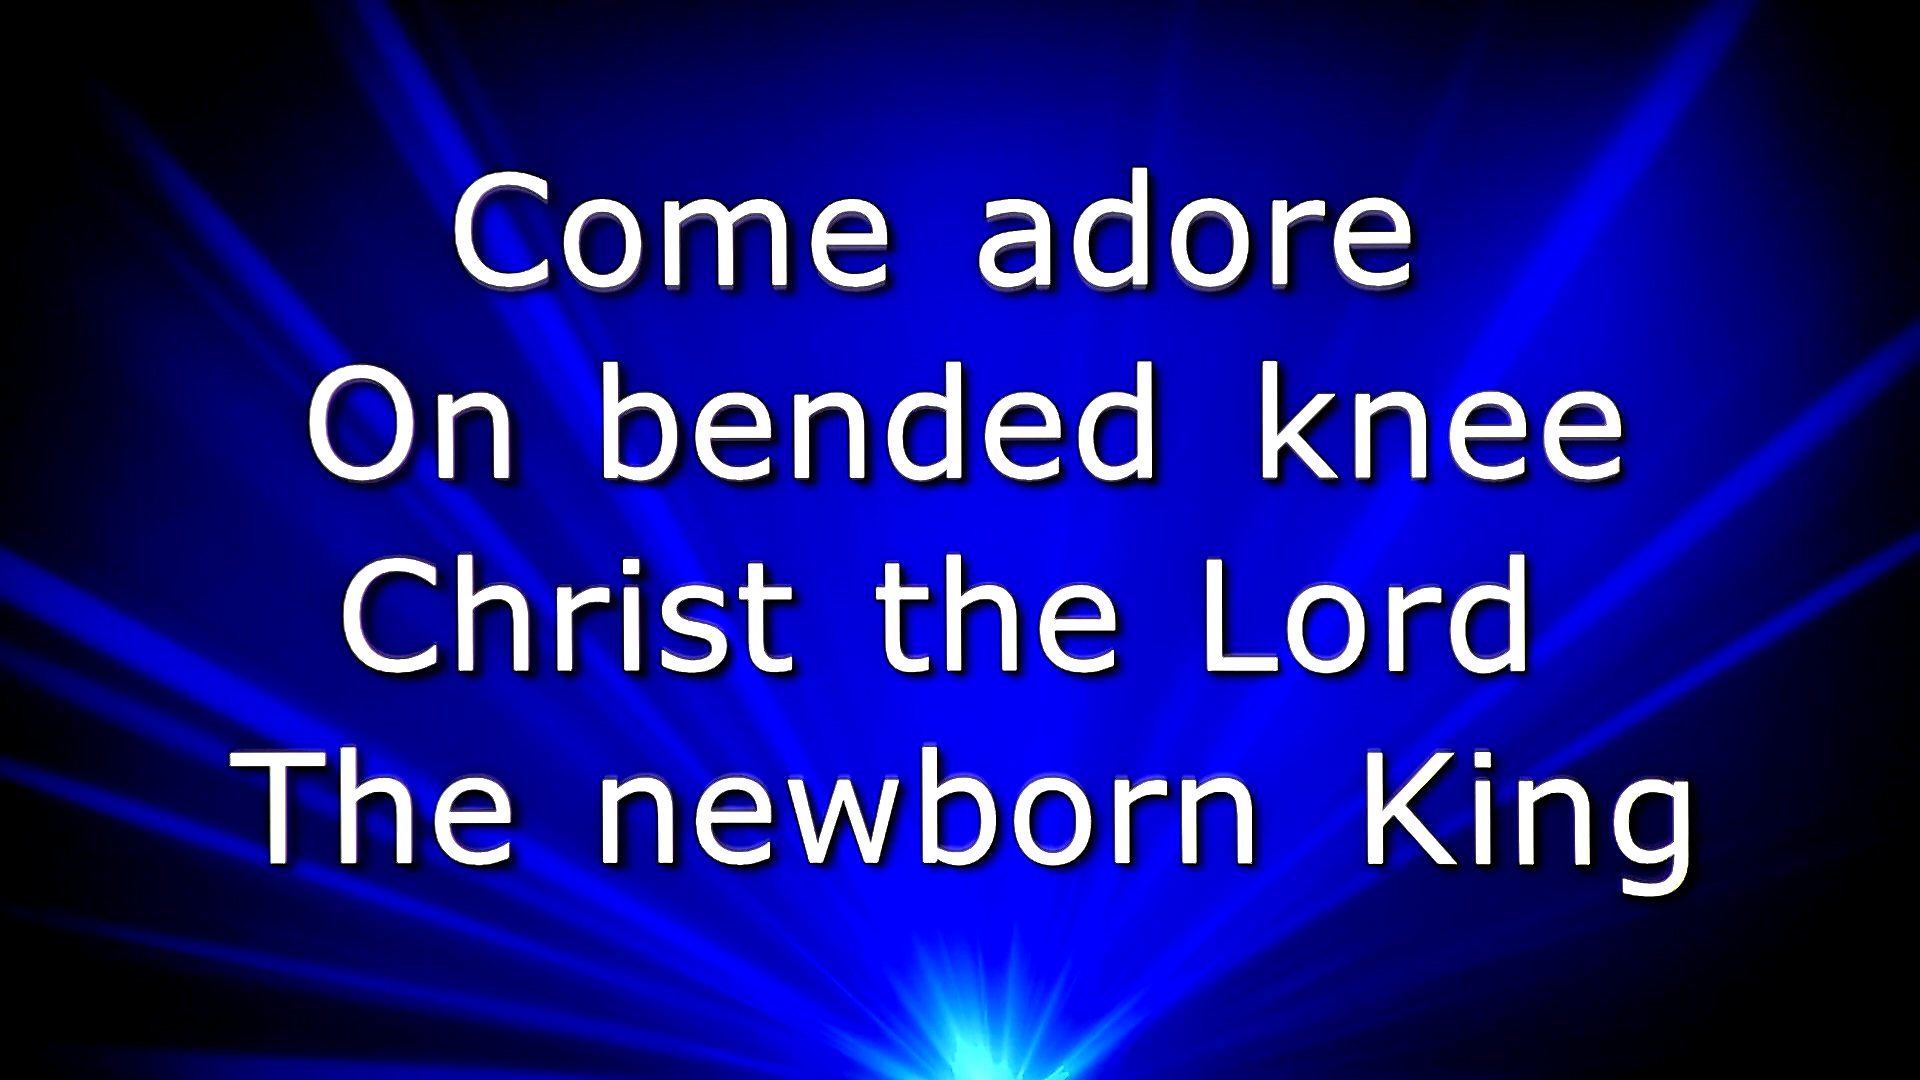 Come adore
On bended knee
Christ the Lord
The newborn King